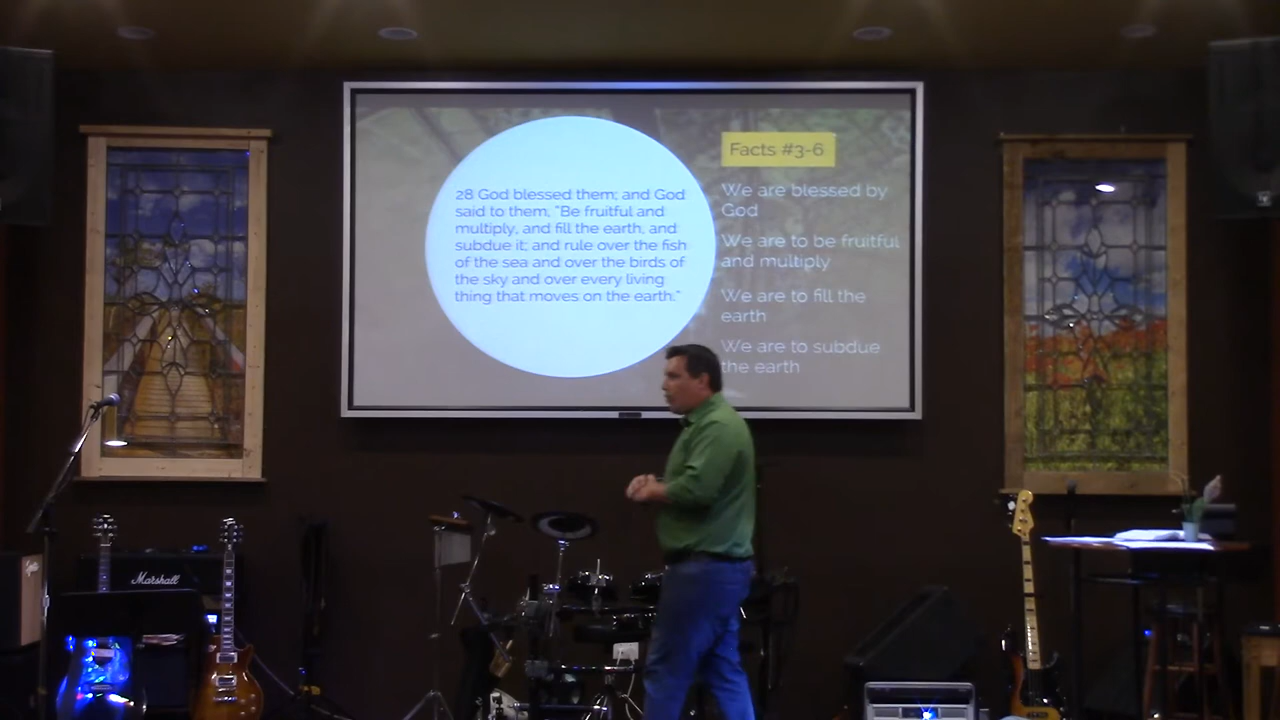 28 God blessed them; and God
said to them, "Be fruitful and
multiply, and fill the earth, and
subdue it; and rule over the fish
of the sea and over the birds of
the sky and over every living
thing that moves on the earth."
Facts #3-6
We are blessed by
God
We are to be fruitful
and multiply
We are to fill the
earth
We are to subdue
the earth
Marshall